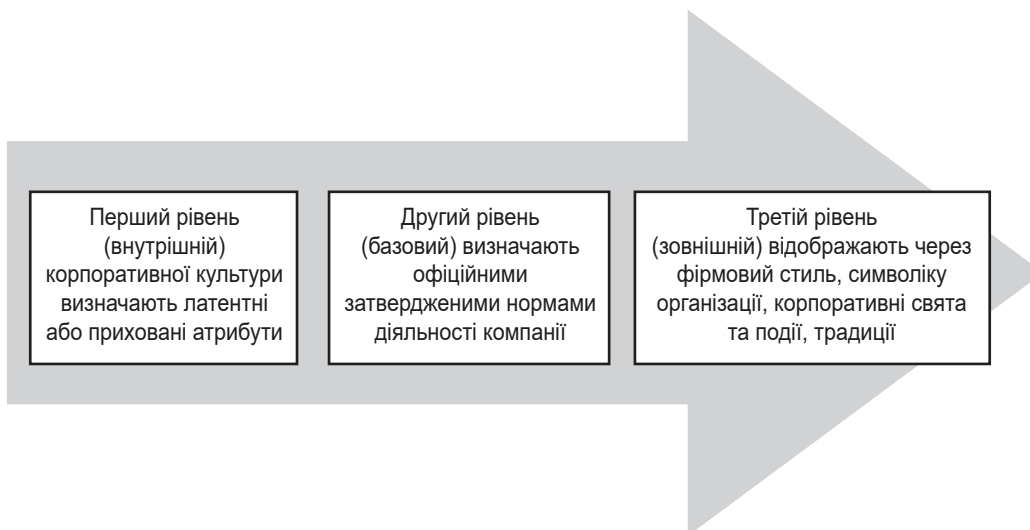 Перший рівень
(внутрішній)
корпоративної культури
визначають латентні
або приховані атрибути
Другий рівень
(базовий) визначають
офіційними
затвердженими нормами
діяльності компанії
Третій рівень
(зовнішній) відображають через
фірмовий стиль, символіку
організації, корпоративні свята
та події, традиції